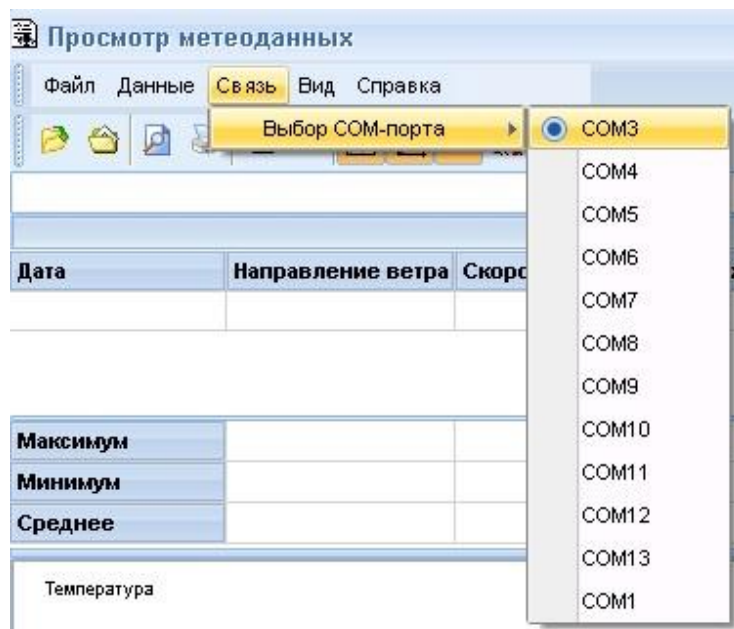 Просмотр метеоданных
Файл Данные Связь Вид Справка
Выбор COM-порта
COM3
COM4
COM5
COM6
COM7
COM8
COM9
COM10
COM11
COM12
COM13
COM1
Дата Направление ветра
Максимум
Минимум
Среднее
Температура